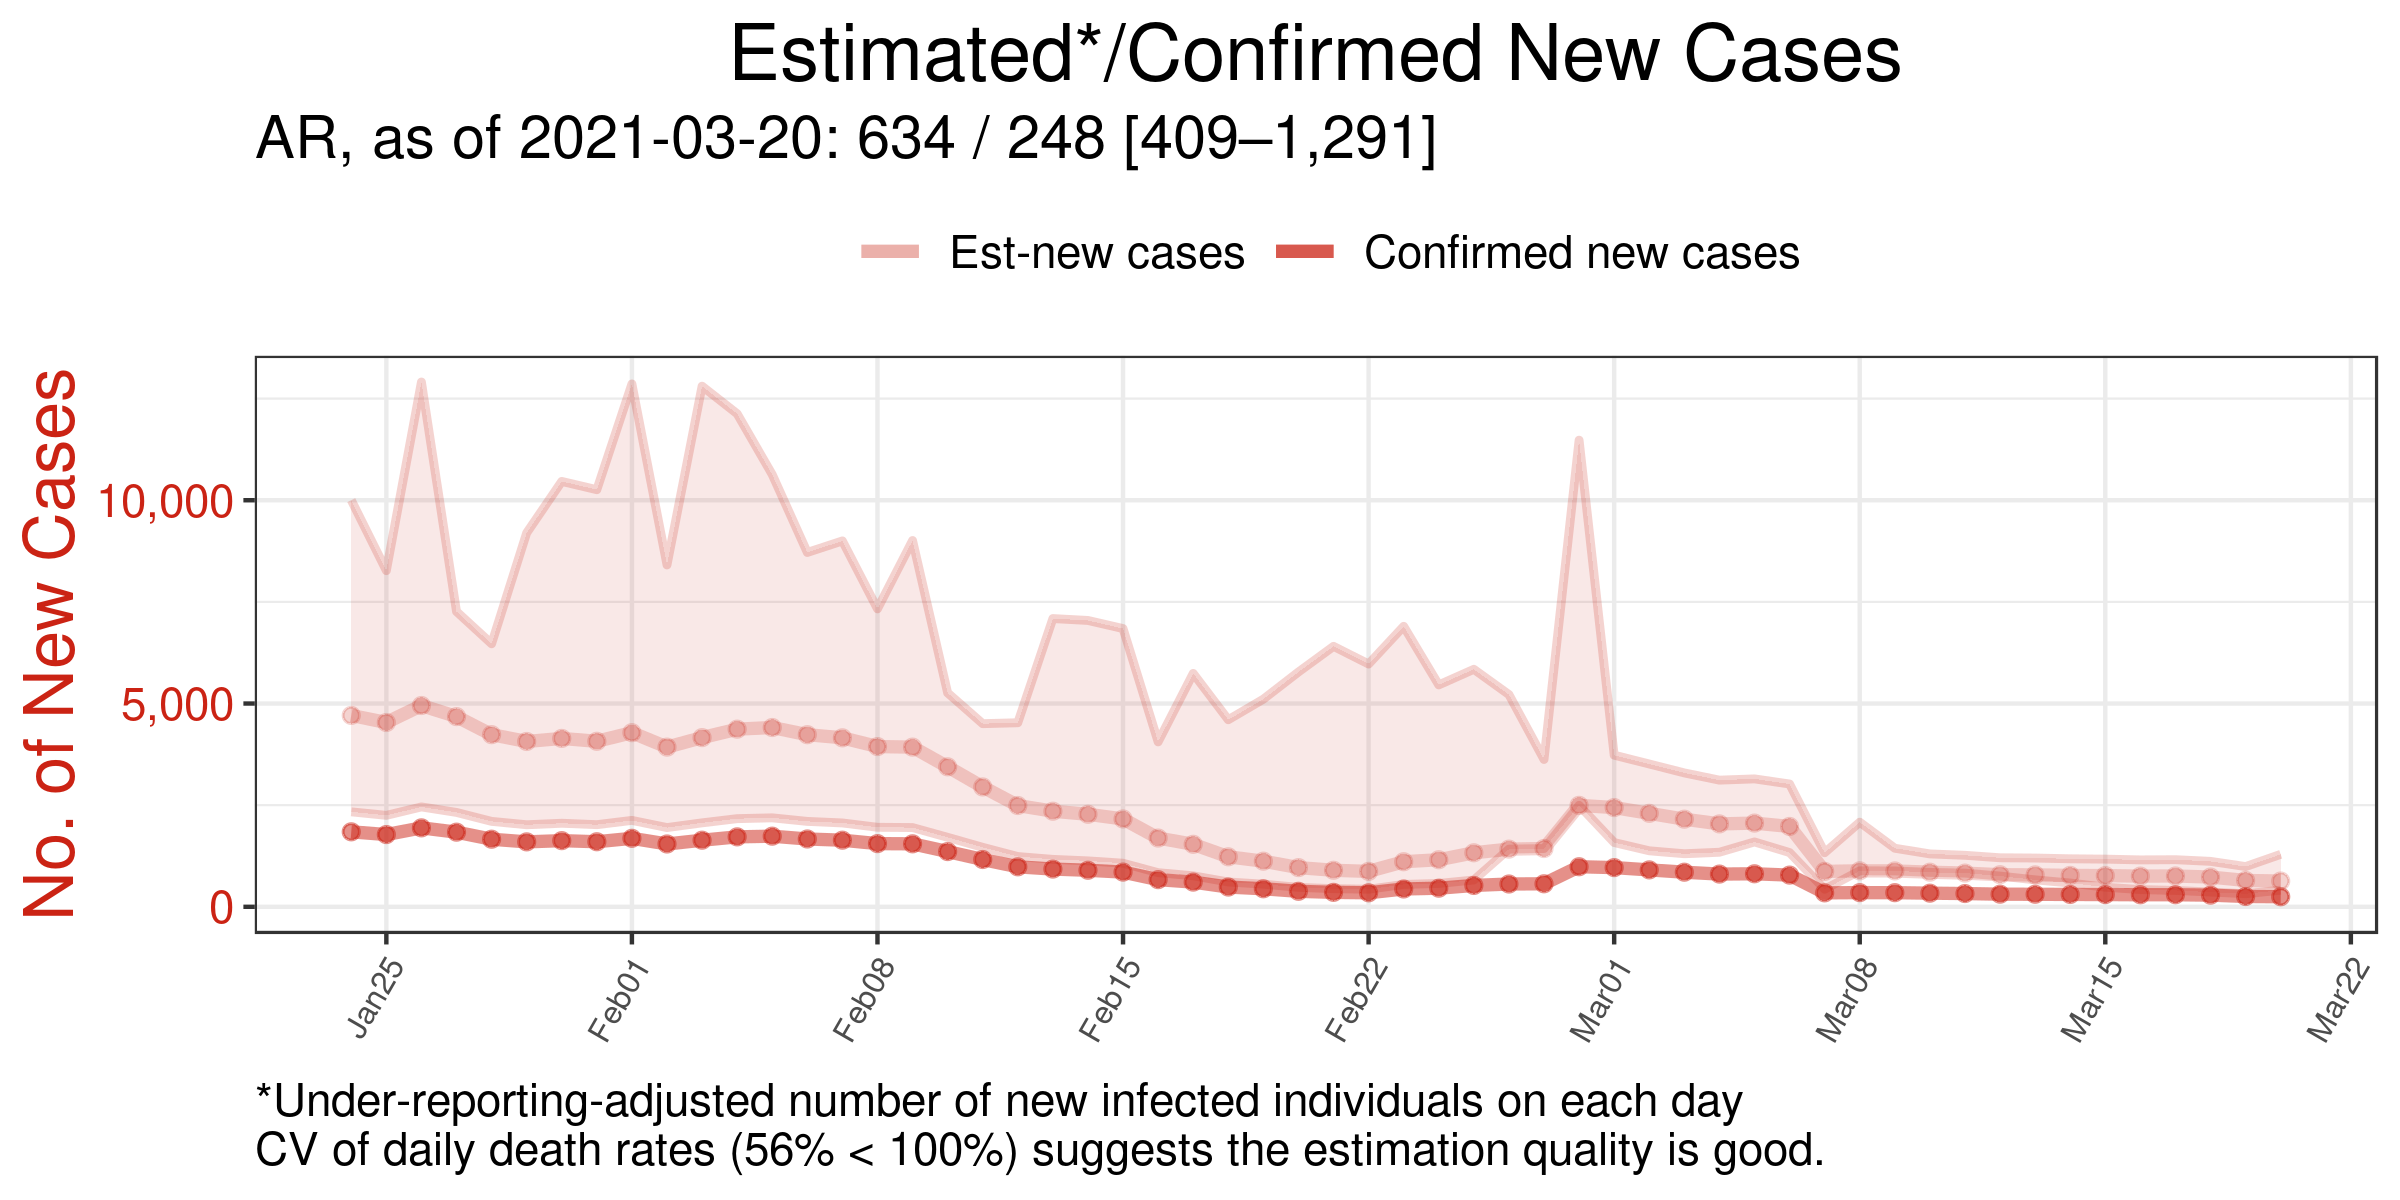 Estimated*/Confirmed New Cases
AR, as of 2021-03-20: 634 / 248 [409–1,291]
Est-new cases
Confirmed new cases
No. of New Cases
10,000
5,000
0
Jan25
Feb01
Feb08
Feb15
Feb22
Mar01
Mar08
Mar15
Mar22
*Under-reporting-adjusted number of new infected individuals on each day
CV of daily death rates (56% < 100%) suggests the estimation quality is good.